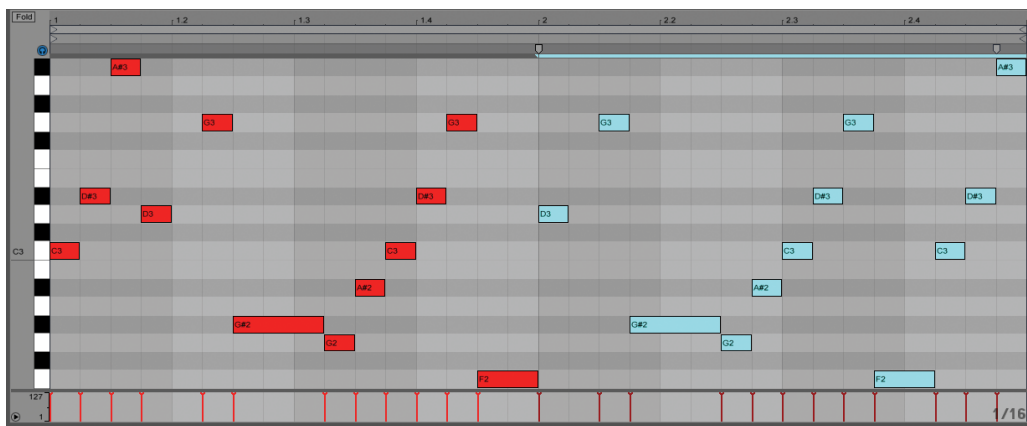 Fold
1 1.2 1.3 1.4 2 2.2 2.3 2.4
A#3 A#3
G3 G3 G3 G3
D#3 D#3 D#3 D#3
D3 D3
C3 C3 C3 C3 C3
A#2 A#2
G#2 G#2
G2 G2
F2 F2
127
1 1/16